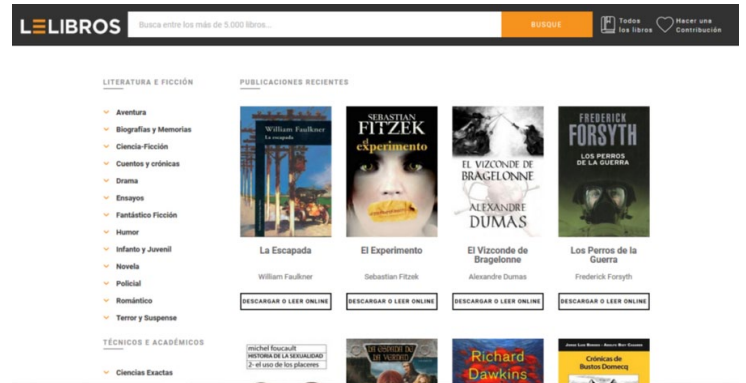 LELIBROS
Busca entre los más de 5.000 libros...
BUSQUE
Todos
los libros
Hacer una
Contribución
LITERATURA E FICCIÓN
Aventura
Biografías y Memorias
Ciencia-Ficción
Cuentos y crónicas
Drama
Ensayos
Fantástico Ficción
Humor
Infanto y Juvenil
Novela
Policial
Romántico
Terror y Suspense
TÉCNICOS E ACADÉMICOS
Ciencias Exactas
PUBLICACIONES RECIENTES
William Faulkner
La escapada
La Escapada
William Faulkner
DESCARGAR O LEER ONLINE
SEBASTIAN
FITZEK
el
experimento
El Experimento
Sebastian Fitzek
DESCARGAR O LEER ONLINE
EL VIZCONDE DE
BRAGELONNE
ALEXANDRE
DUMAS
El Vizconde de
Bragelonne
Alexandre Dumas
DESCARGAR O LEER ONLINE
FREDERICK
FORSYTH
LOS PERROS
DE LA GUERRA
Los Perros de la
Guerra
Frederick Forsyth
DESCARGAR O LEER ONLINE
michel foucault
HISTORIA DE LA SEXUALIDAD
2- el uso de los placeres
LA ESPADA DE
LA VERDAD
Richard
Dawkins
Crónicas de
Bustos Domecq